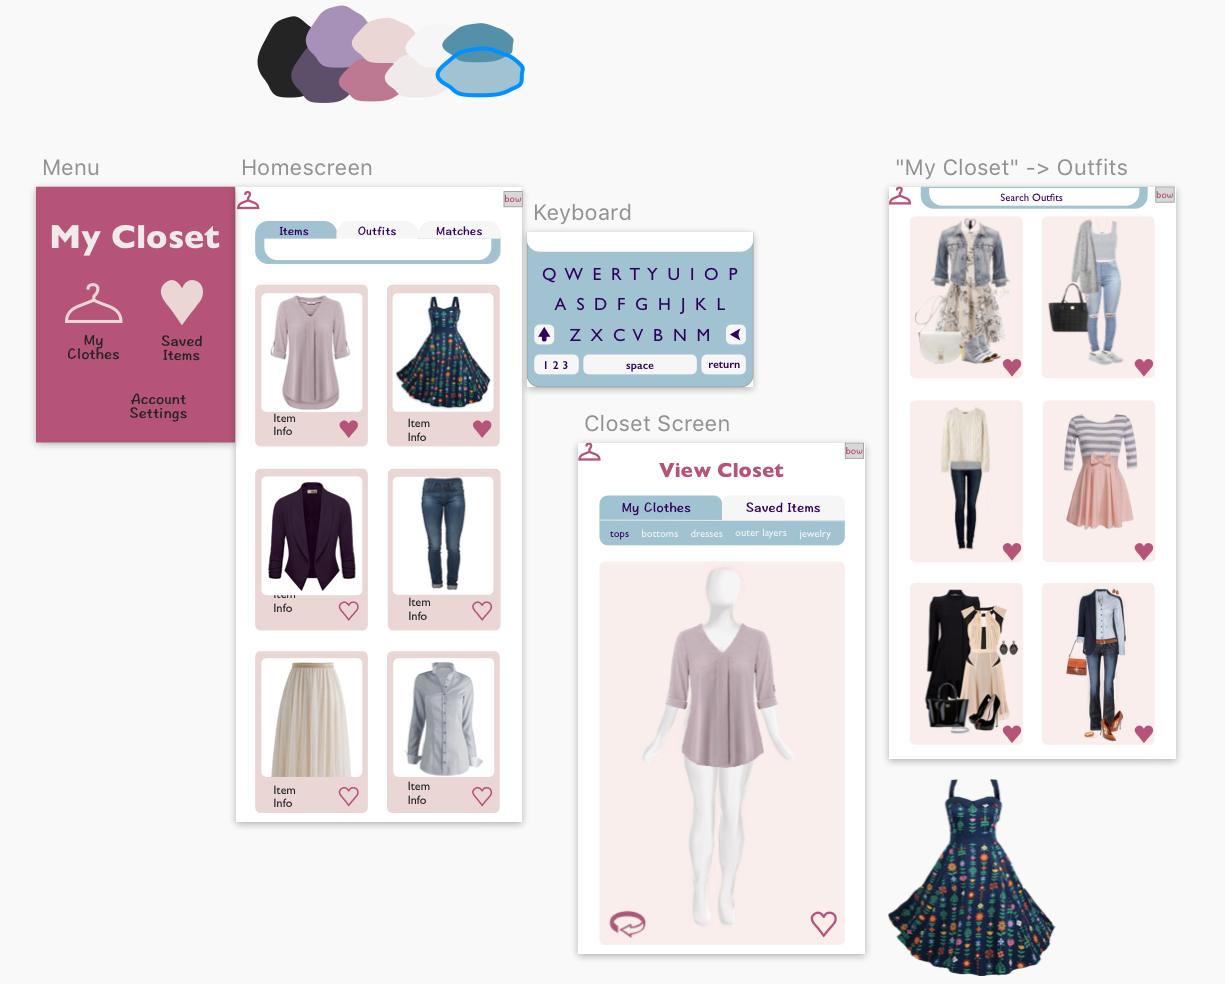 Menu
My Closet
My
Clothes
Saved
Items
Account
Settings
Homescreen
bow
Items Outfits Matches
Item
Info
Item
Info
Item
Info
Item
Info
Item
Info
Item
Info
Keyboard
Q W E R T Y U I O P
A S D F G H J K L
Z X C V B N M
1 2 3 space return
Closet Screen
bow
View Closet
My Clothes Saved Items
tops bottoms dresses outer layers jewelry
"My Closet" -> Outfits
bow
Search Outfits